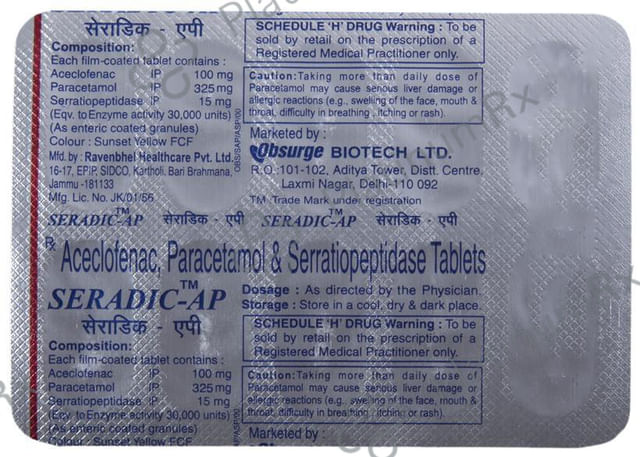 सेराडिक - एपी
Composition:
Each film-coated tablet contains :
Aceclofenac IP 100 mg
Paracetamol IP 325 mg
Serratiopeptidase IP 15 mg
(Eqv. to Enzyme activity 30,000 units)
(As enteric coated granules)
Colour : Sunset Yellow FCF
Mfd. by : Ravenbhel Healthcare Pvt. Ltd.
16-17, EPIP, SIDCO, Kartholi, Bari Brahmana,
Jammu -181133
Mfg. Lic. No. JK/01/56
OBS/SAP/ASP/00
SCHEDULE 'H' DRUG Warning : To be
sold by retail on the prescription of a
Registered Medical Practitioner only.
Caution: Taking more than daily dose of
Paracetamol may cause serious liver damage or
allergic reactions (e.g., swelling of the face, mouth &
throat, difficulty in breathing , itching or rash).
Marketed by :
Obsurge BIOTECH LTD.
R.O.:101-102, Aditya Tower, Distt. Centre,
Laxmi Nagar, Delhi-110 092
TM :Trade Mark under registration
SERADIC-AP™ सेराडिक - एपी SERADIC-AP™ सेराडिक - एपी
Rx Aceclofenac, Paracetamol & Serratiopeptidase Tablets
SERADIC-AP™
सेराडिक - एपी
Dosage : As directed by the Physician.
Storage : Store in a cool, dry & dark place.
Composition:
Each film-coated tablet contains :
Aceclofenac IP 100 mg
Paracetamol IP 325 mg
Serratiopeptidase IP 15 mg
(Eqv. to Enzyme activity 30,000 units)
(As enteric coated granules)
Colour : Sunset Yellow FCF
SCHEDULE 'H' DRUG Warning : To be
sold by retail on the prescription of a
Registered Medical Practitioner only.
Caution: Taking more than daily dose of
Paracetamol may cause serious liver damage or
allergic reactions (e.g., swelling of the face, mouth &
throat, difficulty in breathing , itching or rash).
Marketed by :